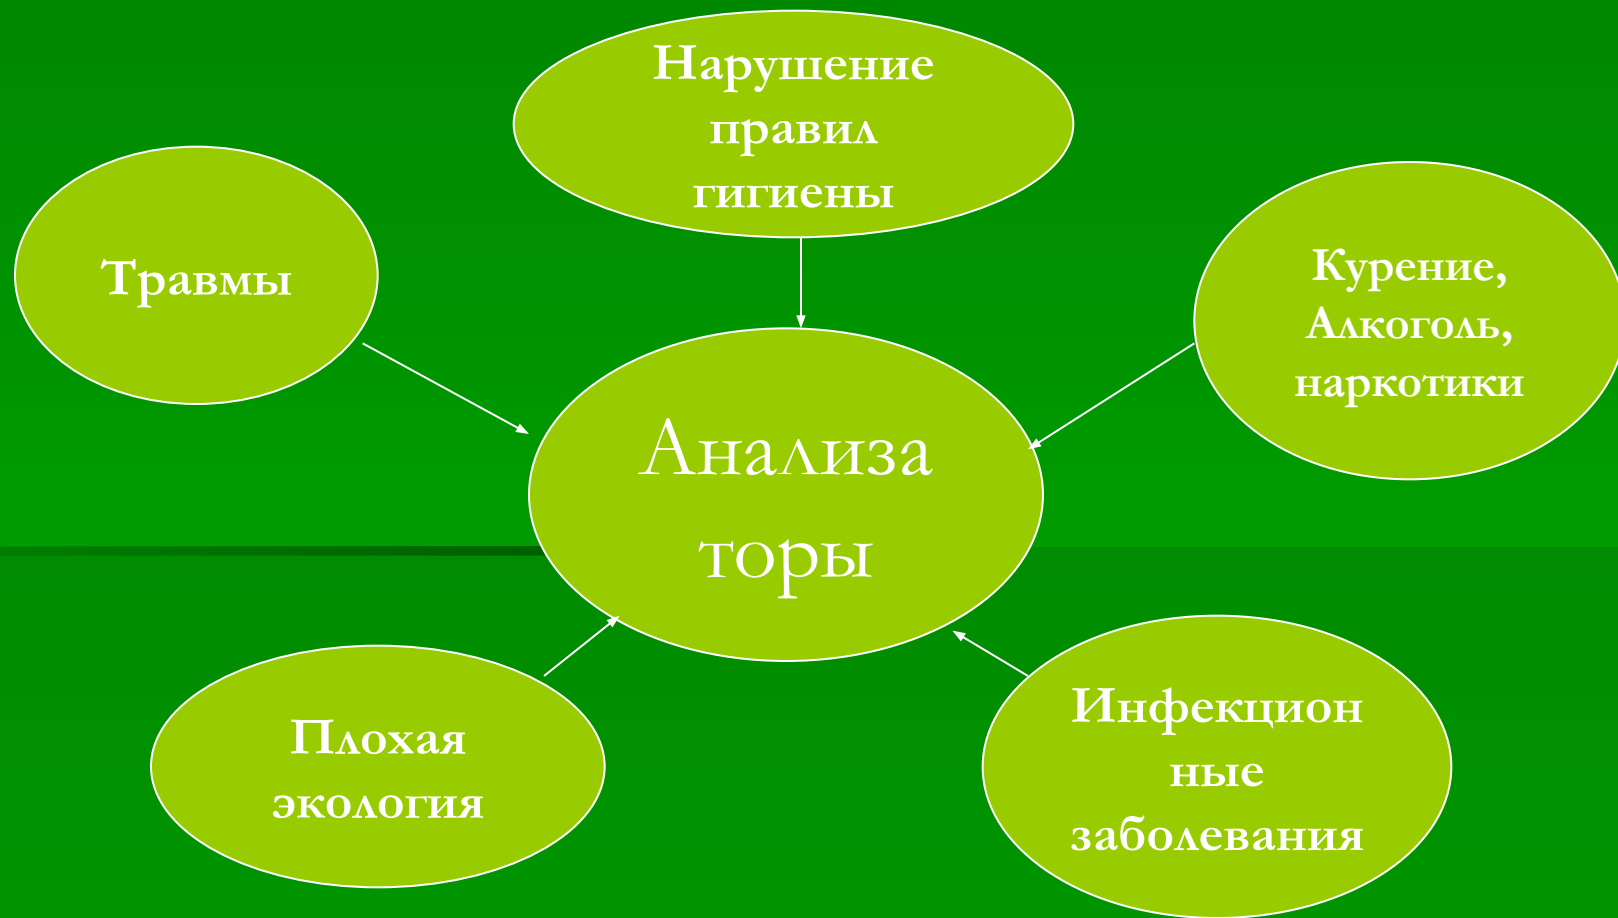 Нарушение
правил
гигиены
Травмы
Курение,
Алкоголь,
наркотики
Анализа
торы
Плохая
экология
Инфекцион
ные
заболевания